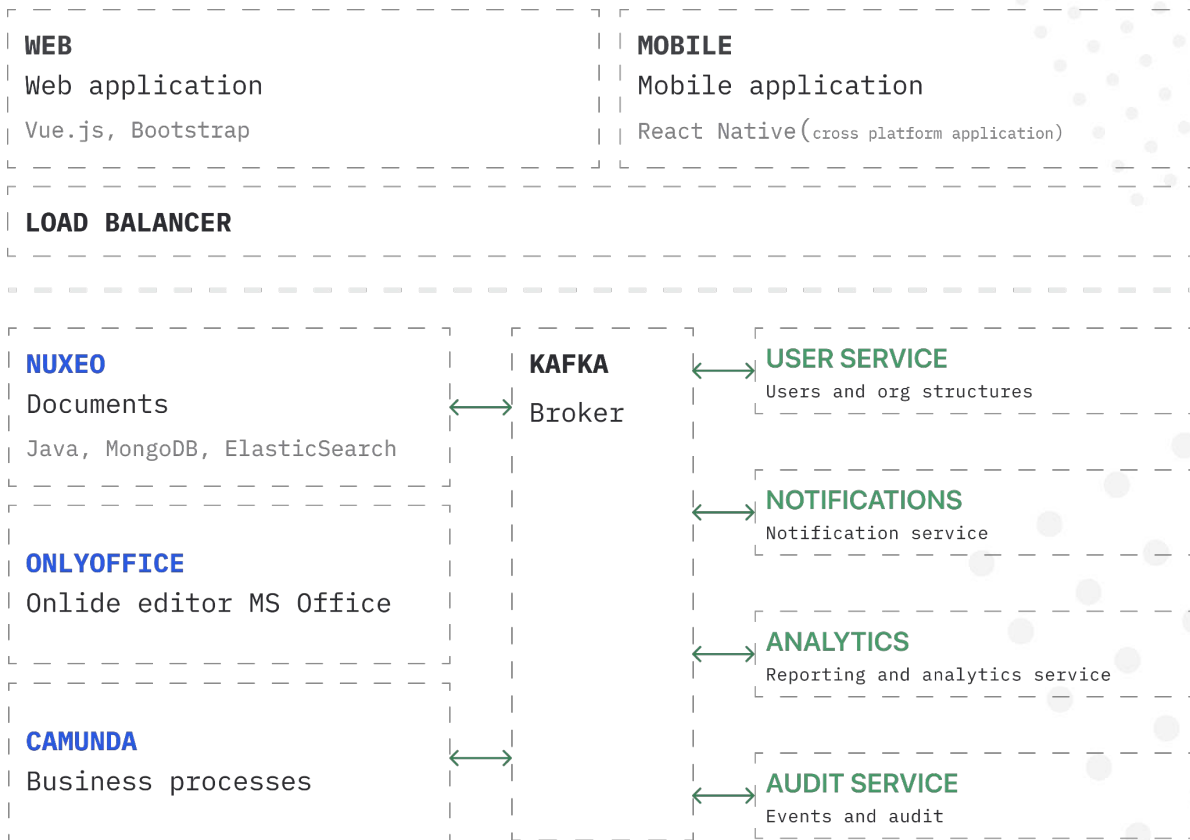 WEB
Web application
Vue.js, Bootstrap
MOBILE
Mobile application
React Native(cross platform application)
LOAD BALANCER
NUXEO
Documents
Java, MongoDB, ElasticSearch
ONLYOFFICE
Onlide editor MS Office
CAMUNDA
Business processes
KAFKA
Broker
USER SERVICE
Users and org structures
NOTIFICATIONS
Notification service
ANALYTICS
Reporting and analytics service
AUDIT SERVICE
Events and audit